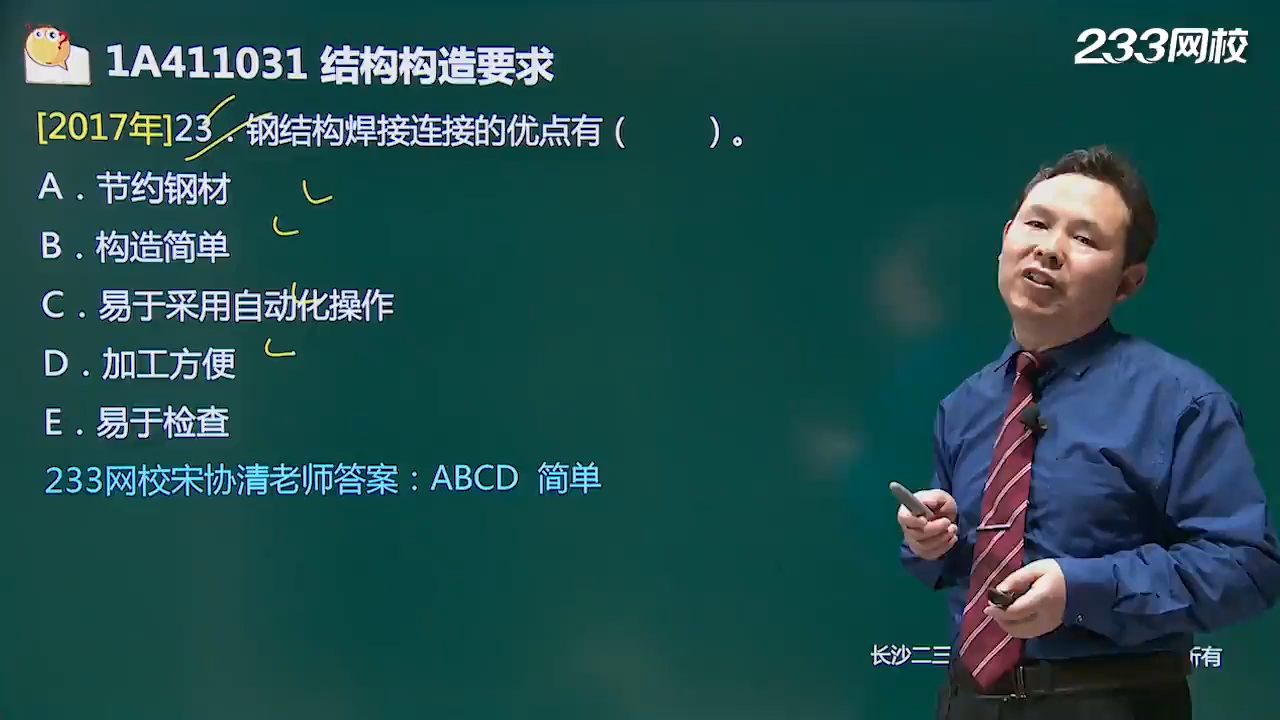 1A411031 结构构造要求
233网校
[2017年]23．钢结构焊接连接的优点有（　　）。
A．节约钢材
B．构造简单
C．易于采用自动化操作
D．加工方便
E．易于检查
233网校宋协清老师答案：ABCD 简单
长沙二三
所有